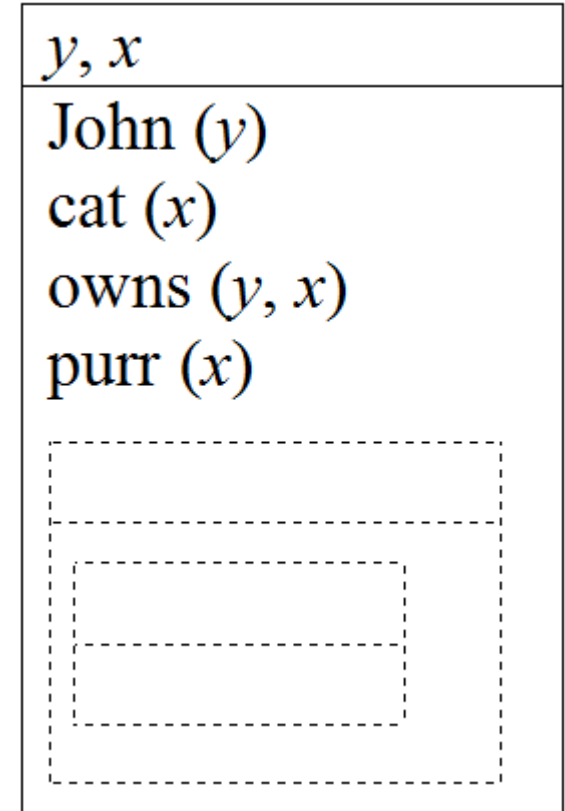 y, x
John (y)
cat (x)
owns (y, x)
purr (x)